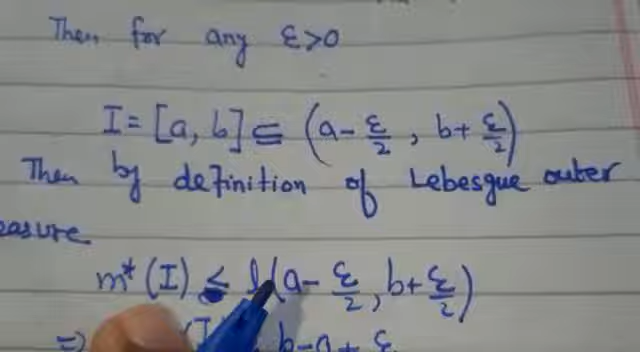 Then for any ε>0
I = [a, b] ⊆ (a - ε/2 , b + ε/2)
Then by definition of Lebesgue outer
easure
m*(I) ≤ l(a - ε/2, b + ε/2)
⇒ (I b - a + ε